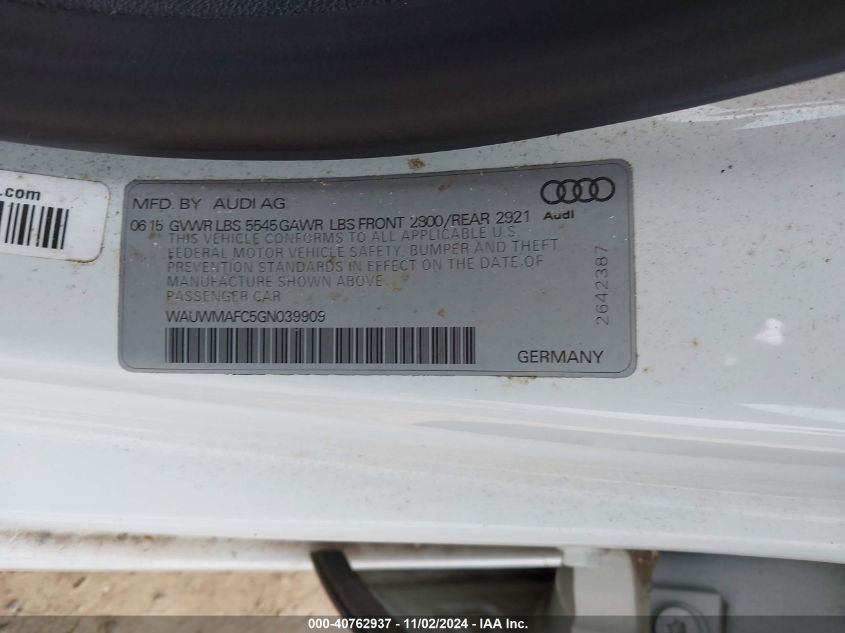 .com
MFD. BY AUDI AG
Audi
06 15 GVWR LBS 5545 GAWR LBS FRONT 2300/REAR 2921
THIS VEHICLE CONFORMS TO ALL APPLICABLE U.S.
FEDERAL MOTOR VEHICLE SAFETY, BUMPER AND THEFT
PREVENTION STANDARDS IN EFFECT ON THE DATE OF
MANUFACTURE SHOWN ABOVE
PASSENGER CAR
WAUWMAFC5GN039909
GERMANY
2642387
000-40762937 - 11/02/2024 - IAA Inc.